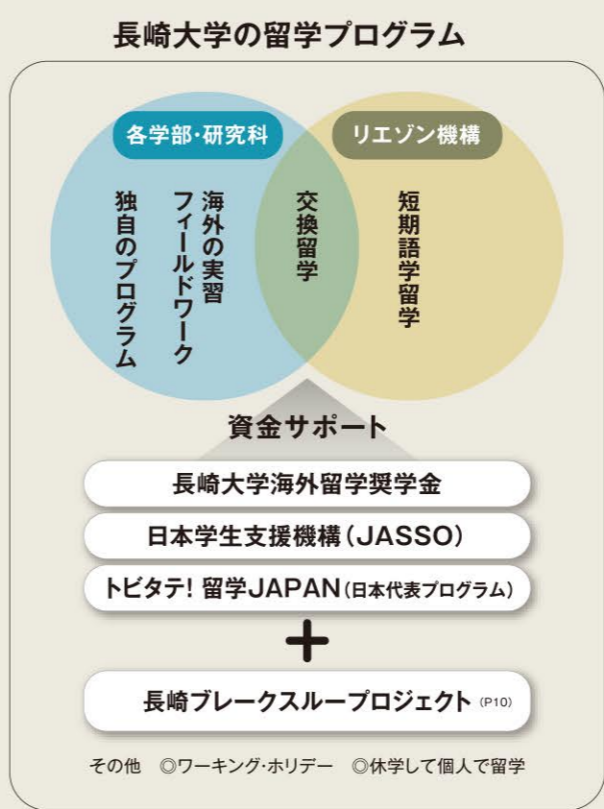 長崎大学の留学プログラム
各学部・研究科
リエゾン機構
独自のプログラム
海外の実習
フィールドワーク
交換留学
短期語学留学
資金サポート
長崎大学海外留学奨学金
日本学生支援機構(JASSO)
トビタテ! 留学JAPAN(日本代表プログラム)
+
長崎ブレークスループロジェクト (P10)
その他 ◎ワーキング・ホリデー ◎休学して個人で留学